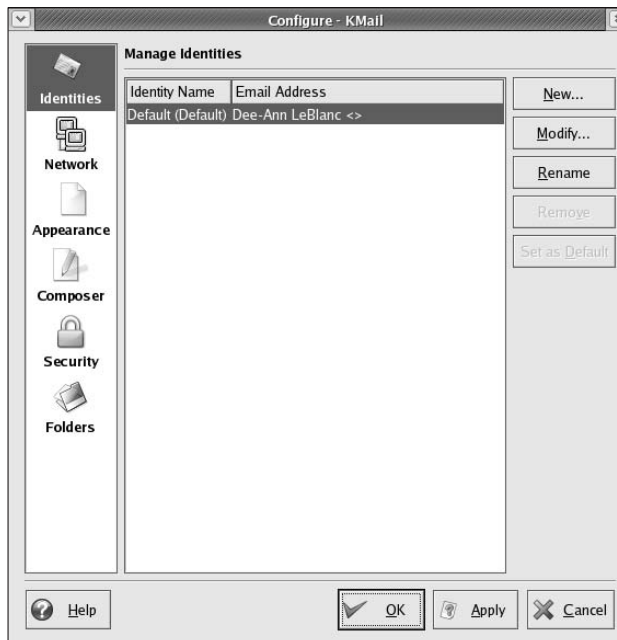 Configure - KMail
Identities
Network
Appearance
Composer
Security
Folders
Manage Identities
Identity Name Email Address
Default (Default) Dee-Ann LeBlanc <>
New...
Modify...
Rename
Remove
Set as Default
Help
OK
Apply
Cancel